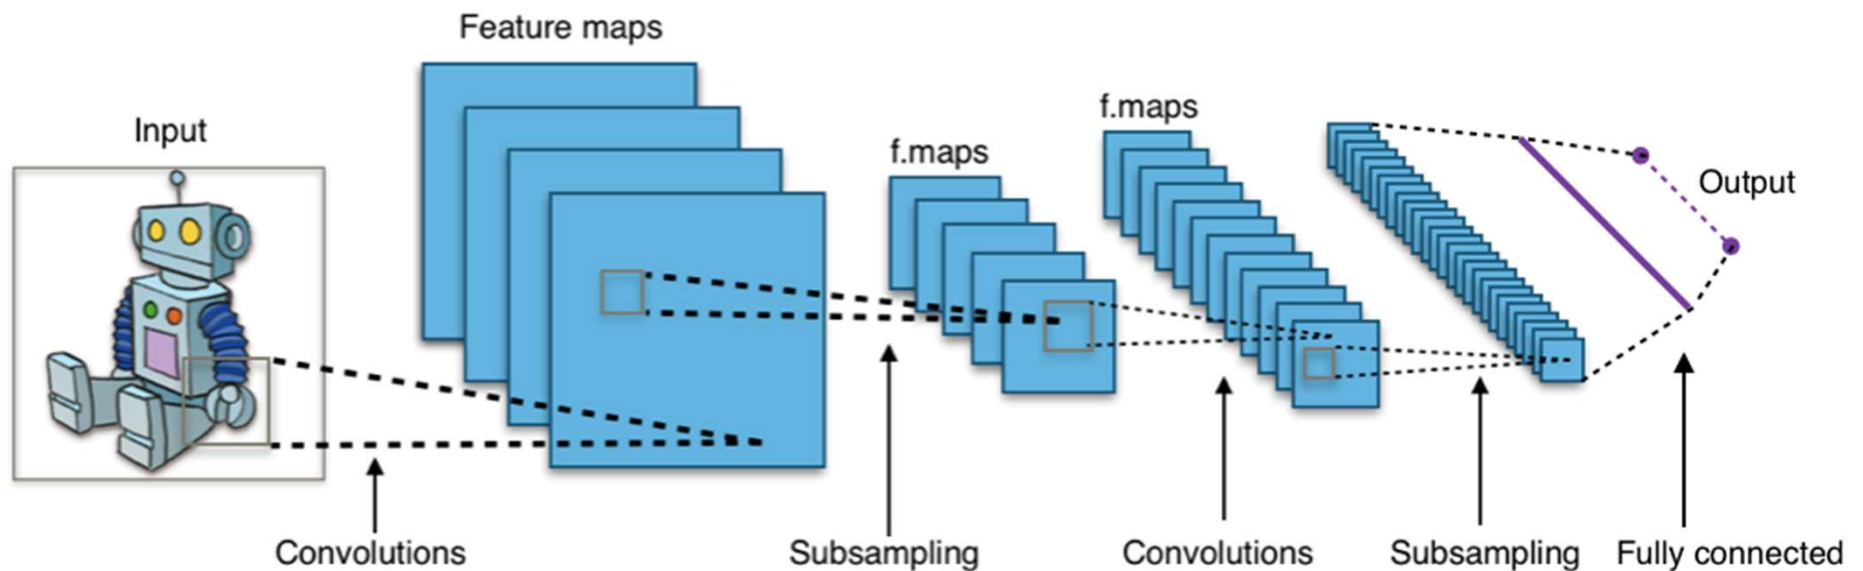 Feature maps
f.maps
Input
f.maps
Output
Convolutions
Subsampling
Convolutions
Subsampling
Fully connected